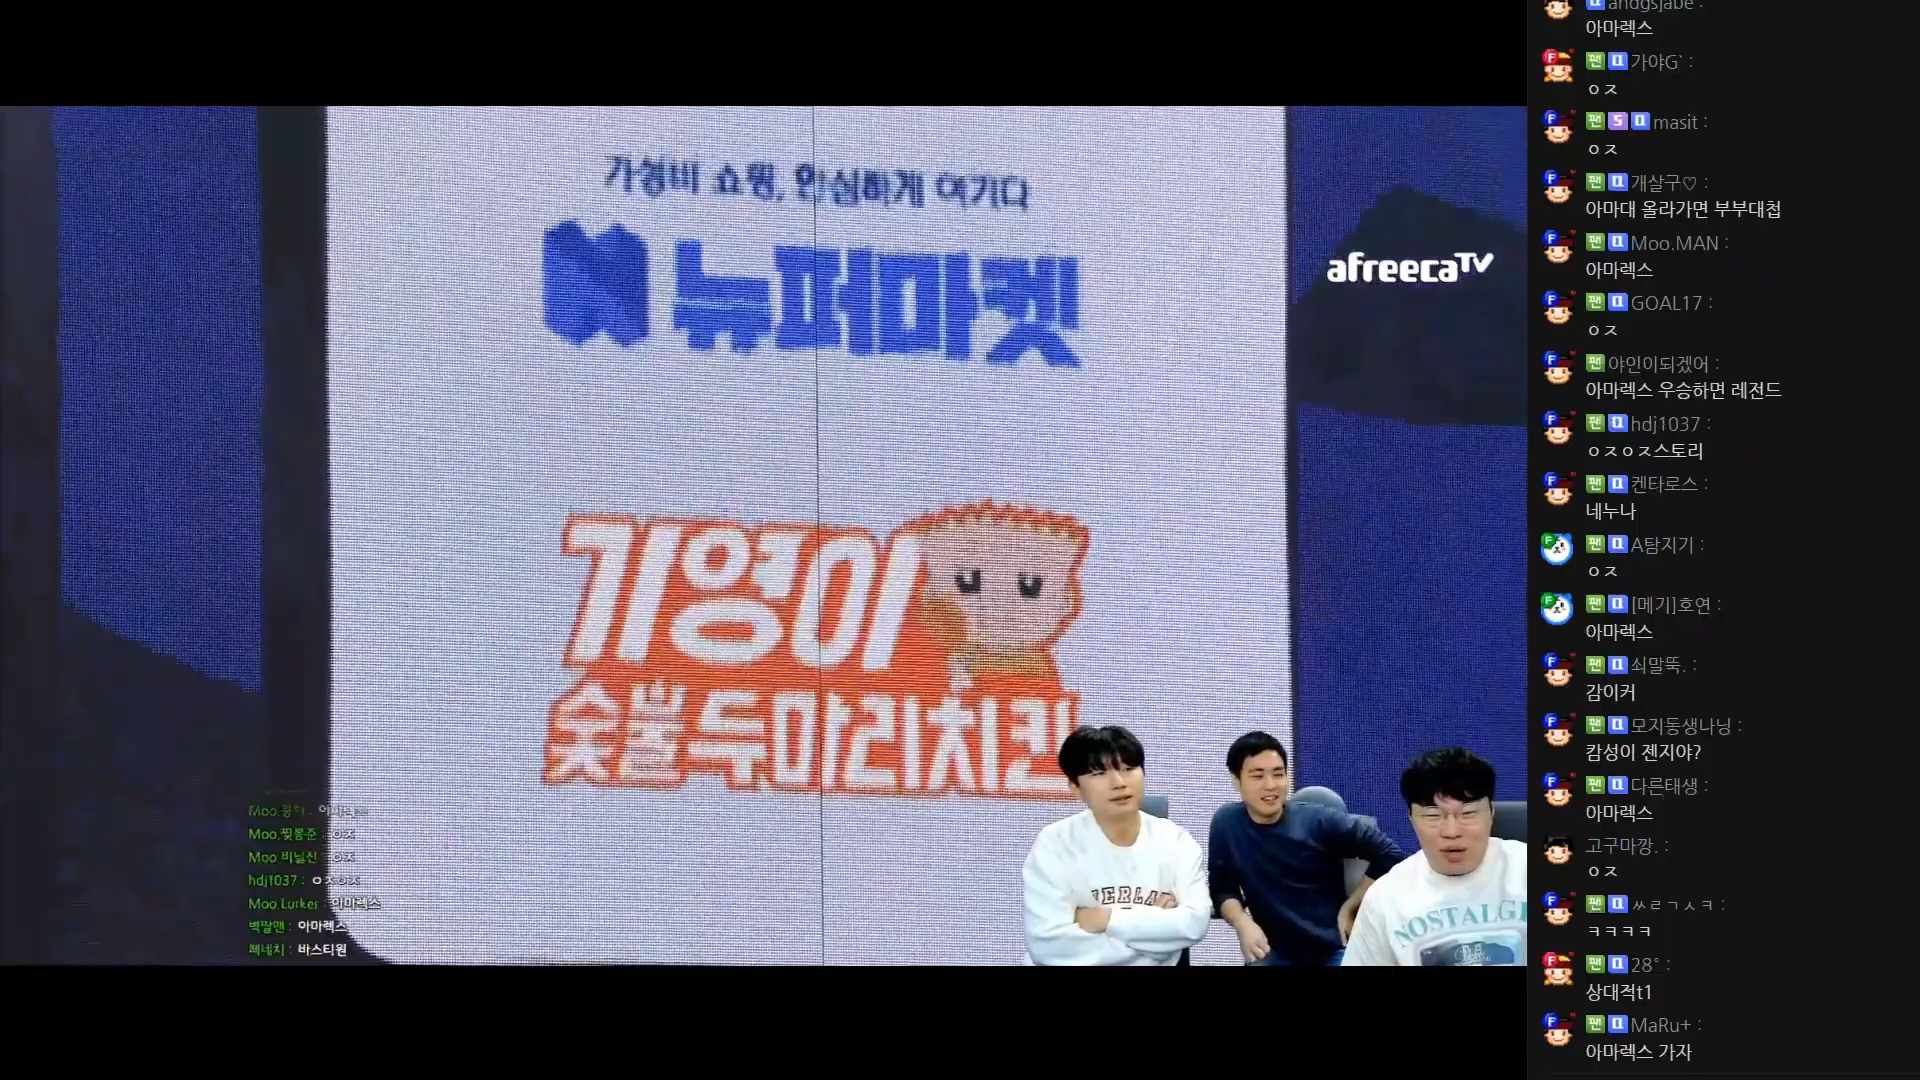 가성비 쇼핑, 안심하게 여기다
뉴퍼마켓
afreecaTV
기영이
숯불두마리치킨
NOSTALGI
hdj1037 : ㅇㅈㅇㅈ
Moo Lurker : 아마렉스
벽짤맨 : 아마렉스
페네치 : 바스티원
andgsjabe :
아마렉스
팬 가야G` :
ㅇㅈ
팬 S masit :
ㅇㅈ
팬 개살구♡ :
아마대 올라가면 부부대첩
팬 Moo.MAN :
아마렉스
팬 GOAL17 :
ㅇㅈ
팬 야인이되겠어 :
아마렉스 우승하면 레전드
팬 hdj1037 :
ㅇㅈㅇㅈ스토리
팬 켄타로스 :
네누나
팬 A탐지기 :
ㅇㅈ
팬 [메기]호연 :
아마렉스
팬 쇠말뚝. :
감이커
팬 모지동생나닝 :
캄성이 젠지야?
팬 다른태생 :
아마렉스
고구마깡. :
ㅇㅈ
팬 ㅆㄹㄱㅅㅋ :
ㅋㅋㅋㅋ
팬 28° :
상대적t1
팬 MaRu+ :
아마렉스 가자